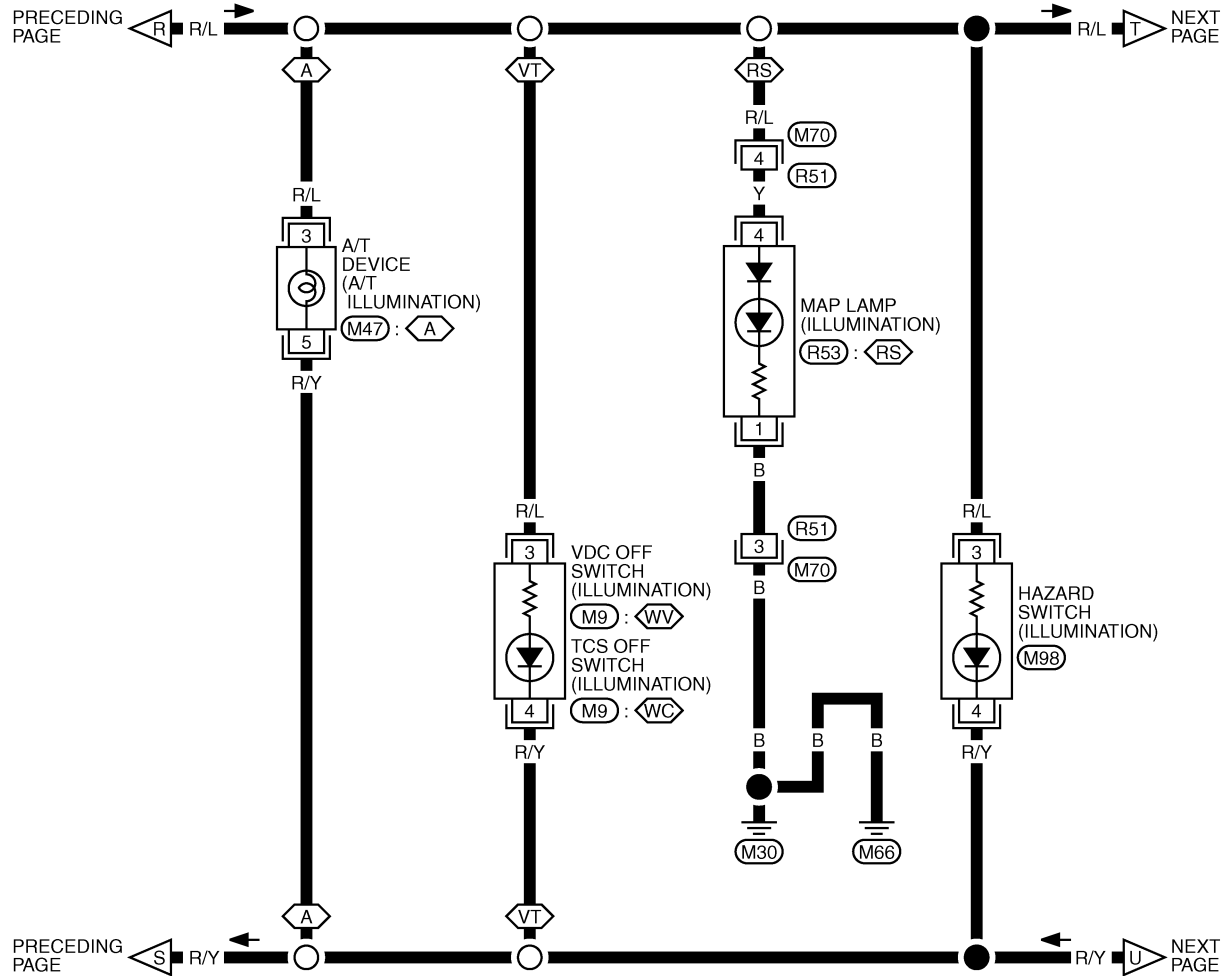 PRECEDING
PAGE
R
R/L
R/L
T
NEXT
PAGE
A
VT
RS
R/L
M70
4
R51
Y
R/L
3
A/T
DEVICE
(A/T
ILLUMINATION)
M47 : A
5
R/Y
4
MAP LAMP
(ILLUMINATION)
R53 : RS
1
B
R51
3
M70
B
R/L
3
VDC OFF
SWITCH
(ILLUMINATION)
M9 : WV
TCS OFF
SWITCH
(ILLUMINATION)
M9 : WC
4
R/Y
R/L
3
HAZARD
SWITCH
(ILLUMINATION)
M98
4
R/Y
B
B
B
M30
M66
A
VT
PRECEDING
PAGE
S
R/Y
R/Y
U
NEXT
PAGE